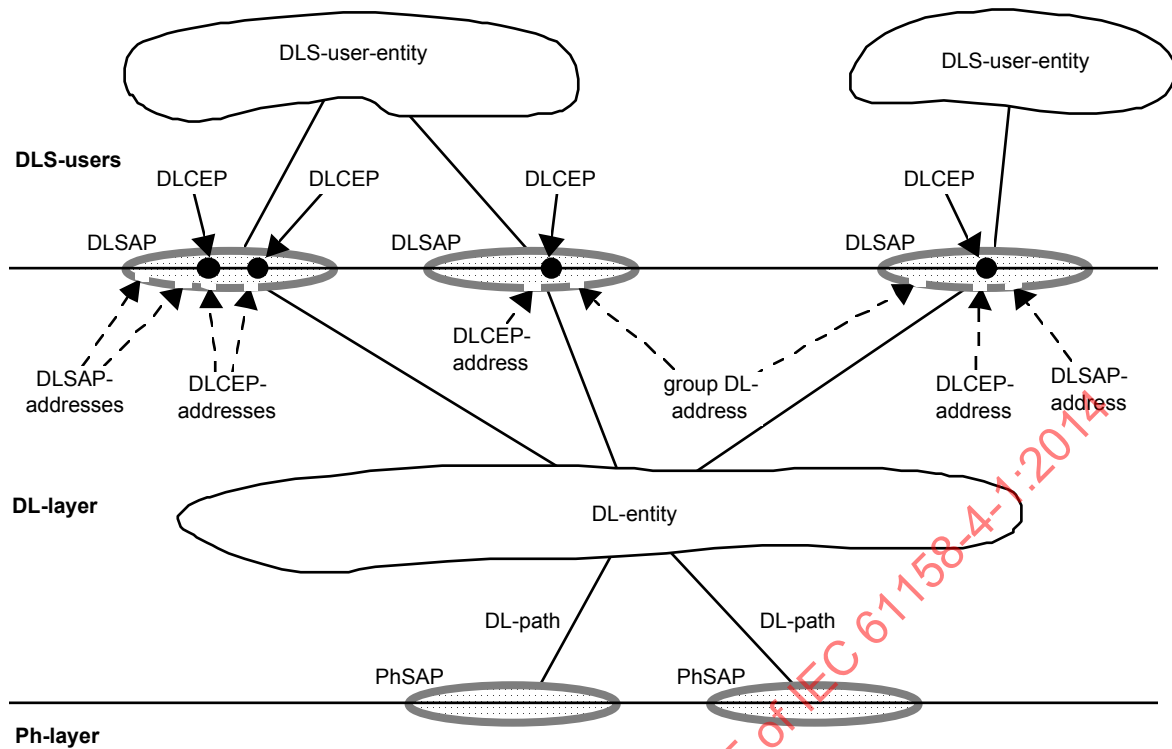 DLS-user-entity
DLS-user-entity
DLS-users
DLCEP
DLCEP
DLCEP
DLCEP
DLSAP
DLSAP
DLSAP
DLSAP-
addresses
DLCEP-
addresses
DLCEP-
address
group DL-
address
DLCEP-
address
DLSAP-
address
DL-layer
DL-entity
DL-path
DL-path
PhSAP
PhSAP
Ph-layer
of IEC 61158-4-1:2014